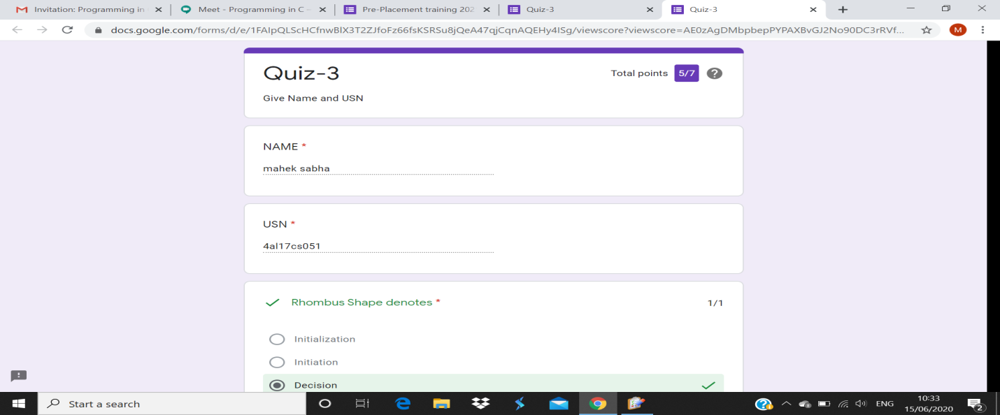 Invitation: Programming in
Meet - Programming in C -
Pre-Placement training 202
Quiz-3
Quiz-3
docs.google.com/forms/d/e/1FAIpQLScHCfnwBlX3T2ZJfoFz66fsKSRSu8jQeA47qjCqnAQEHy4ISg/viewscore?viewscore=AE0zAgDMbpbepPYPAXBvGJ2No90DC3rRVf...
M
Quiz-3
Total points 5/7
Give Name and USN
NAME *
mahek sabha
USN *
4al17cs051
Rhombus Shape denotes *
1/1
Initialization
Initiation
Decision
Start a search
ENG
10:33
15/06/2020
2